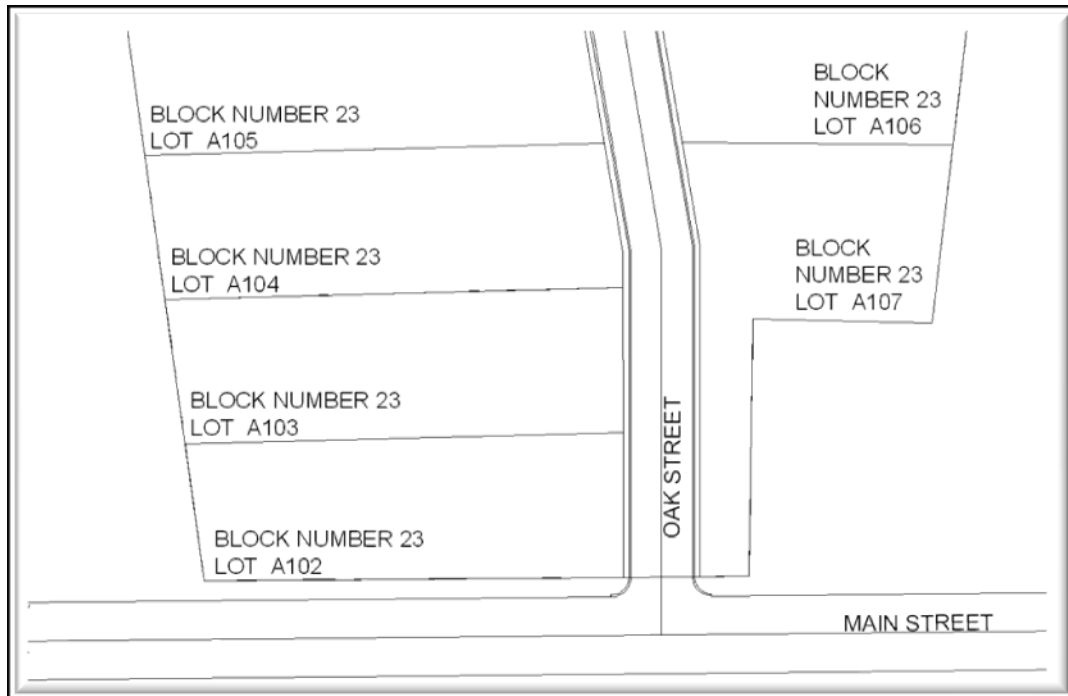 BLOCK NUMBER 23
LOT A105
BLOCK
NUMBER 23
LOT A106
BLOCK NUMBER 23
LOT A104
BLOCK
NUMBER 23
LOT A107
BLOCK NUMBER 23
LOT A103
OAK STREET
BLOCK NUMBER 23
LOT A102
MAIN STREET